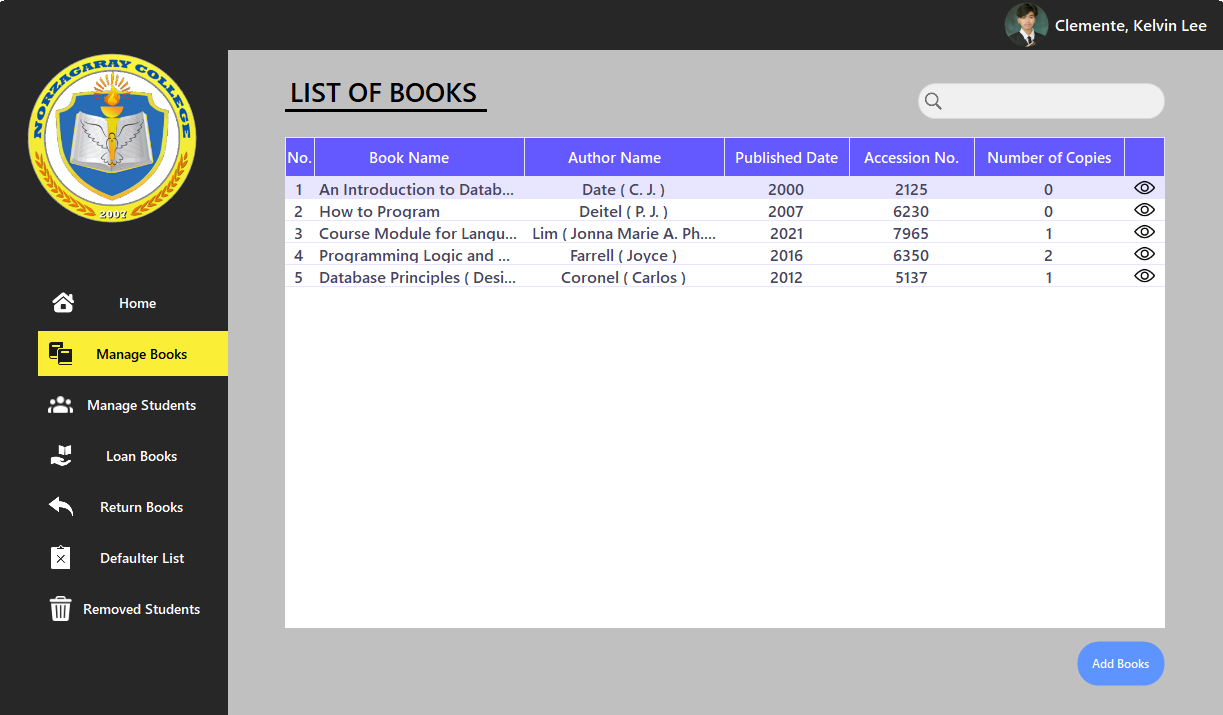 Clemente, Kelvin Lee
NORZAGARAY COLLEGE
2007
LIST OF BOOKS
No. Book Name Author Name Published Date Accession No. Number of Copies
1 An Introduction to Datab... Date ( C. J. ) 2000 2125 0
2 How to Program Deitel ( P. J. ) 2007 6230 0
3 Course Module for Langu... Lim ( Jonna Marie A. Ph.... 2021 7965 1
4 Programming Logic and ... Farrell ( Joyce ) 2016 6350 2
5 Database Principles ( Desi... Coronel ( Carlos ) 2012 5137 1
Home
Manage Books
Manage Students
Loan Books
Return Books
Defaulter List
Removed Students
Add Books